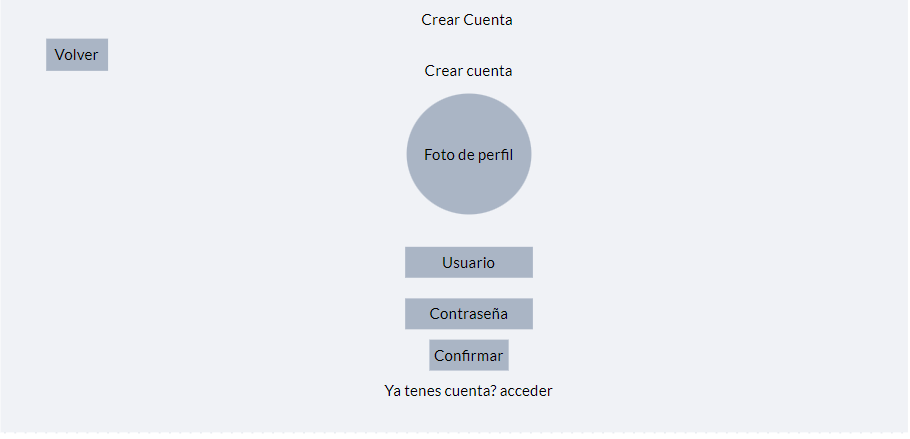 Crear Cuenta
Volver
Crear cuenta
Foto de perfil
Usuario
Contraseña
Confirmar
Ya tenes cuenta? acceder